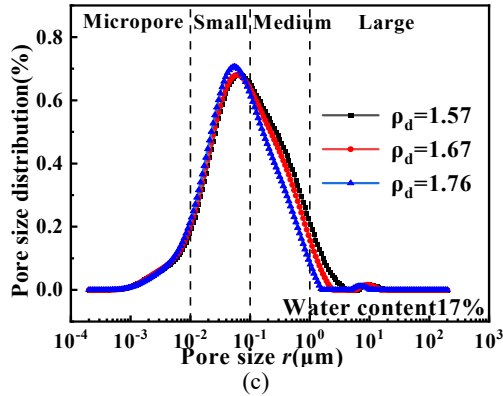 Micropore Small Medium Large
Pore size distribution(%)
0.8
0.6
0.4
0.2
0.0
ρd=1.57
ρd=1.67
ρd=1.76
Water content17%
10-4 10-3 10-2 10-1 100 101 102 103
Pore size r(μm)
(c)